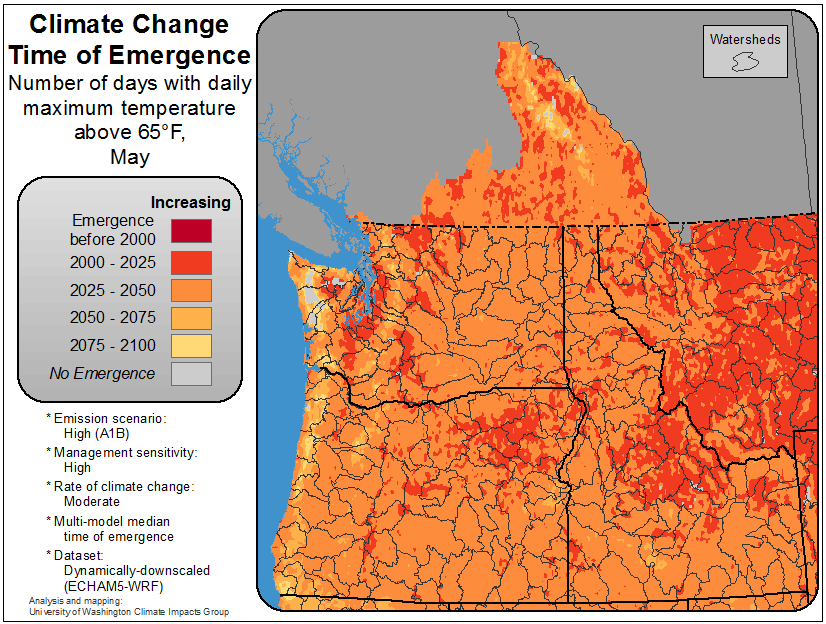 Climate Change
Time of Emergence
Number of days with daily
maximum temperature
above 65°F,
May
Watersheds
Increasing
Emergence
before 2000
2000 - 2025
2025 - 2050
2050 - 2075
2075 - 2100
No Emergence
* Emission scenario:
High (A1B)
* Management sensitivity:
High
* Rate of climate change:
Moderate
* Multi-model median
time of emergence
* Dataset:
Dynamically-downscaled
(ECHAM5-WRF)
Analysis and mapping:
University of Washington Climate Impacts Group